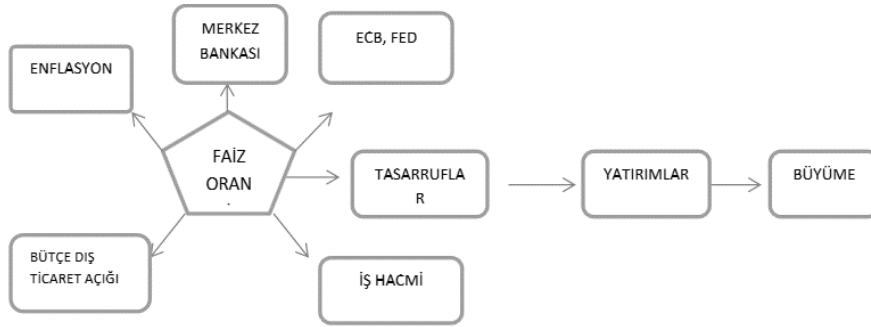 MERKEZ
BANKASI
ECB, FED
ENFLASYON
FAİZ
ORAN
.
TASARRUFLA
R
YATIRIMLAR
BÜYÜME
BÜTÇE DIŞ
TİCARET AÇIĞI
İŞ HACMİ